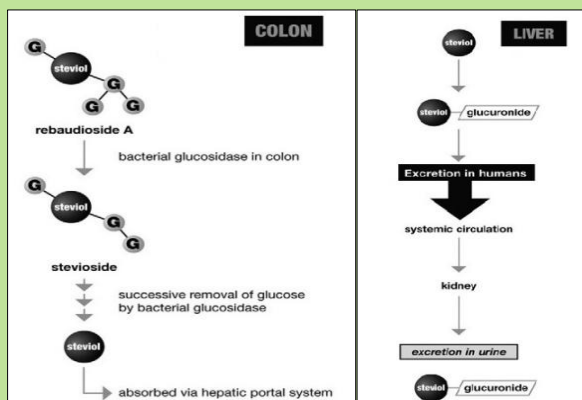 COLON
G
steviol
G
G G
rebaudioside A
bacterial glucosidase in colon
G
steviol
G
G
stevioside
successive removal of glucose
by bacterial glucosidase
steviol
absorbed via hepatic portal system
LIVER
steviol
steviol glucuronide
Excretion in humans
systemic circulation
kidney
excretion in urine
steviol glucuronide